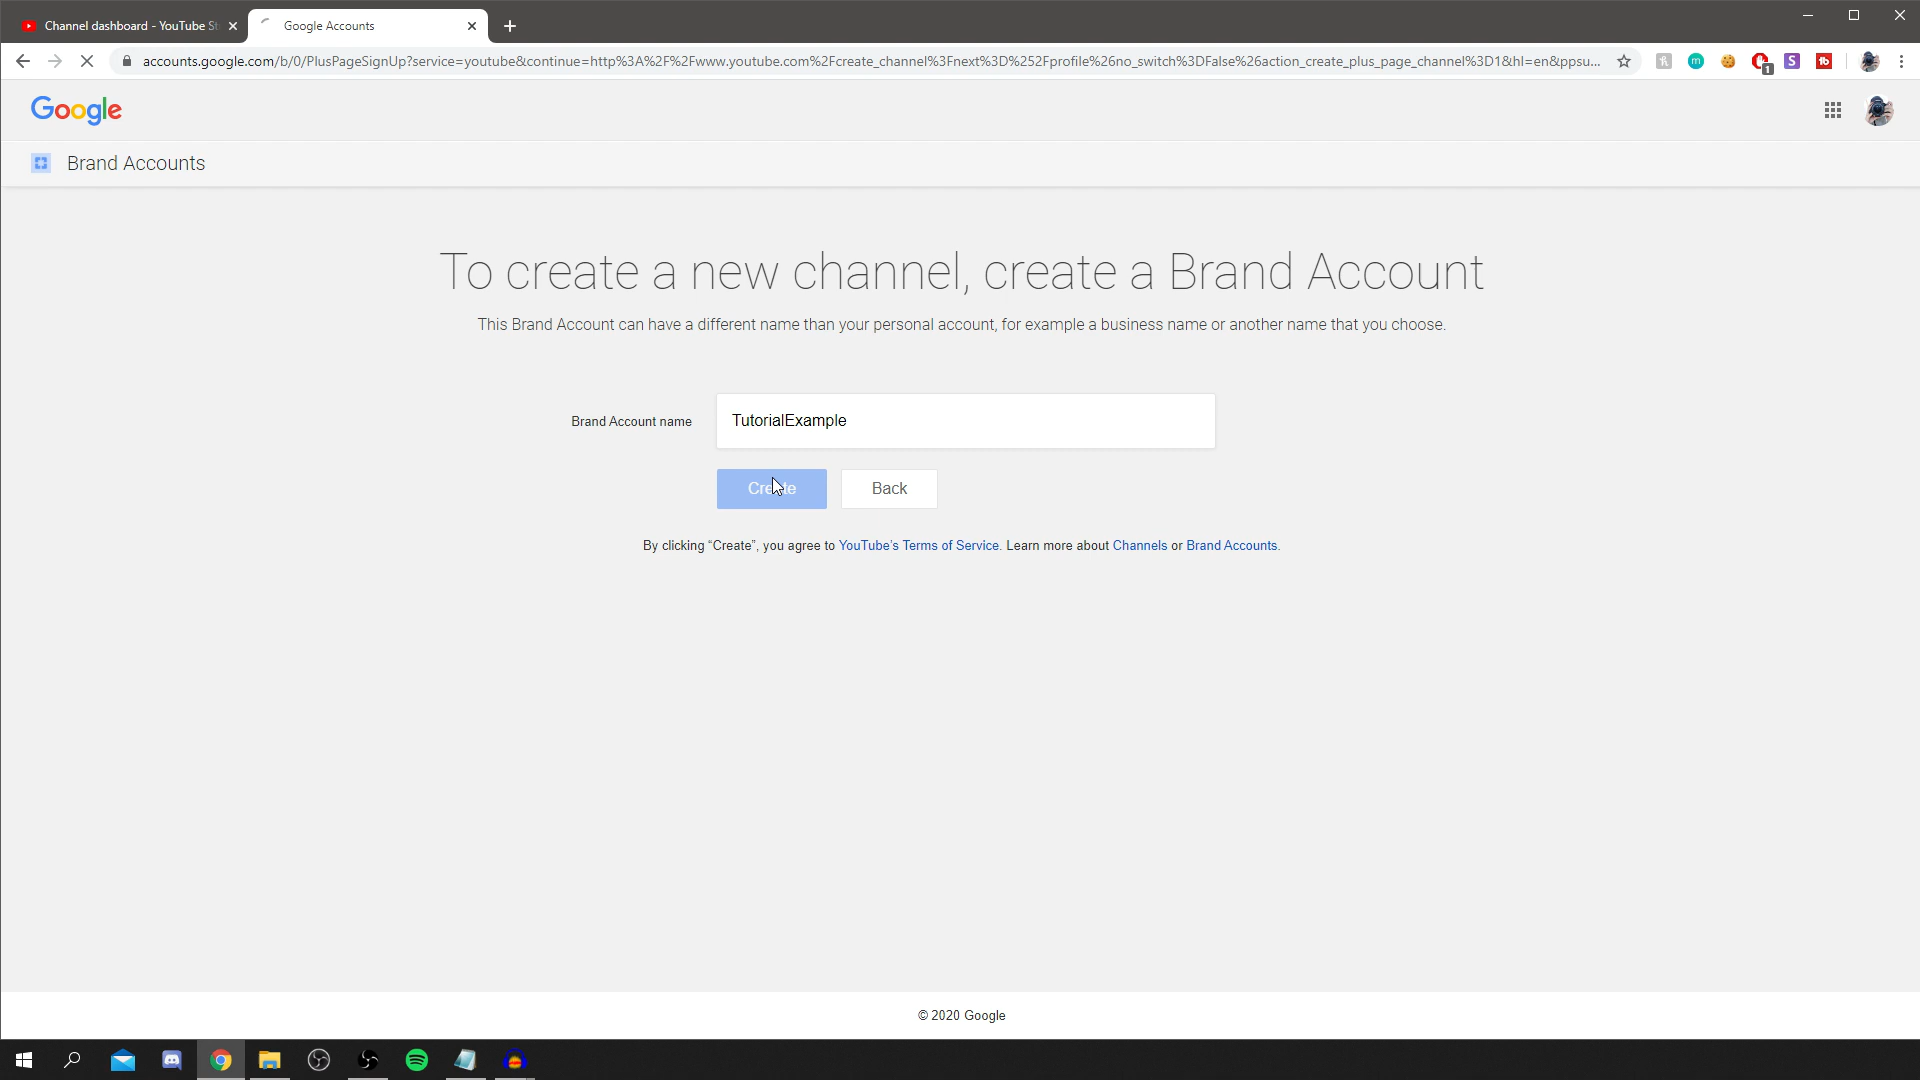 Channel dashboard - YouTube St
Google Accounts
accounts.google.com/b/0/PlusPageSignUp?service=youtube&continue=http%3A%2F%2Fwww.youtube.com%2Fcreate_channel%3Fnext%3D%252Fprofile%26no_switch%3DFalse%26action_create_plus_page_channel%3D1&hl=en&ppsu...
m
1
S
tb
Google
Brand Accounts
To create a new channel, create a Brand Account
This Brand Account can have a different name than your personal account, for example a business name or another name that you choose.
Brand Account name
TutorialExample
Create
Back
By clicking “Create”, you agree to YouTube's Terms of Service. Learn more about Channels or Brand Accounts.
© 2020 Google